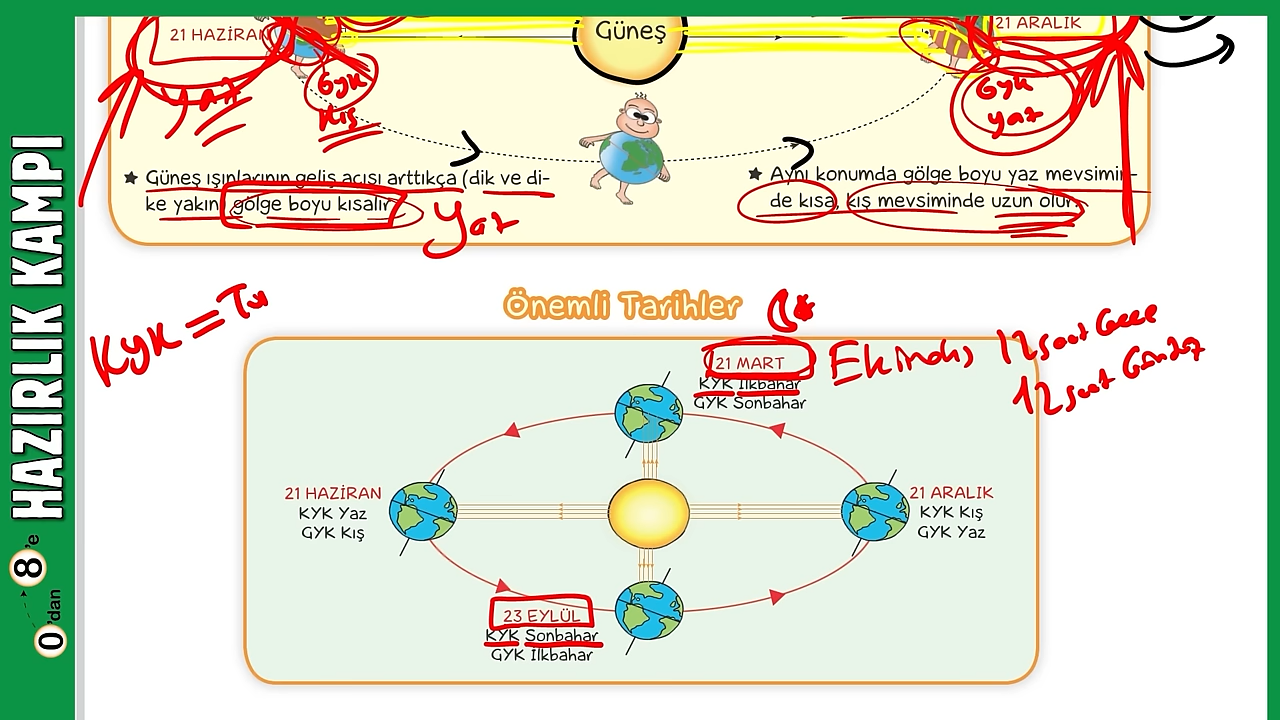 0'dan 8'e HAZIRLIK KAMPI
21 HAZİRAN
Güneş
21 ARALIK
Yaz
Gyk
Kış
Gyk
yaz
★ Güneş ışınlarının geliş açısı arttıkça (dik ve di-
ke yakın) gölge boyu kısalır.
Yaz
★ Aynı konumda gölge boyu yaz mevsimin-
de kısa, kış mevsiminde uzun olur.
KyK =
Önemli Tarihler
21 MART
KYK İlkbahar
GYK Sonbahar
Ekinoks
12 saat Gece
12 saat Gündüz
21 HAZİRAN
KYK Yaz
GYK Kış
21 ARALIK
KYK Kış
GYK Yaz
23 EYLÜL
KYK Sonbahar
GYK İlkbahar